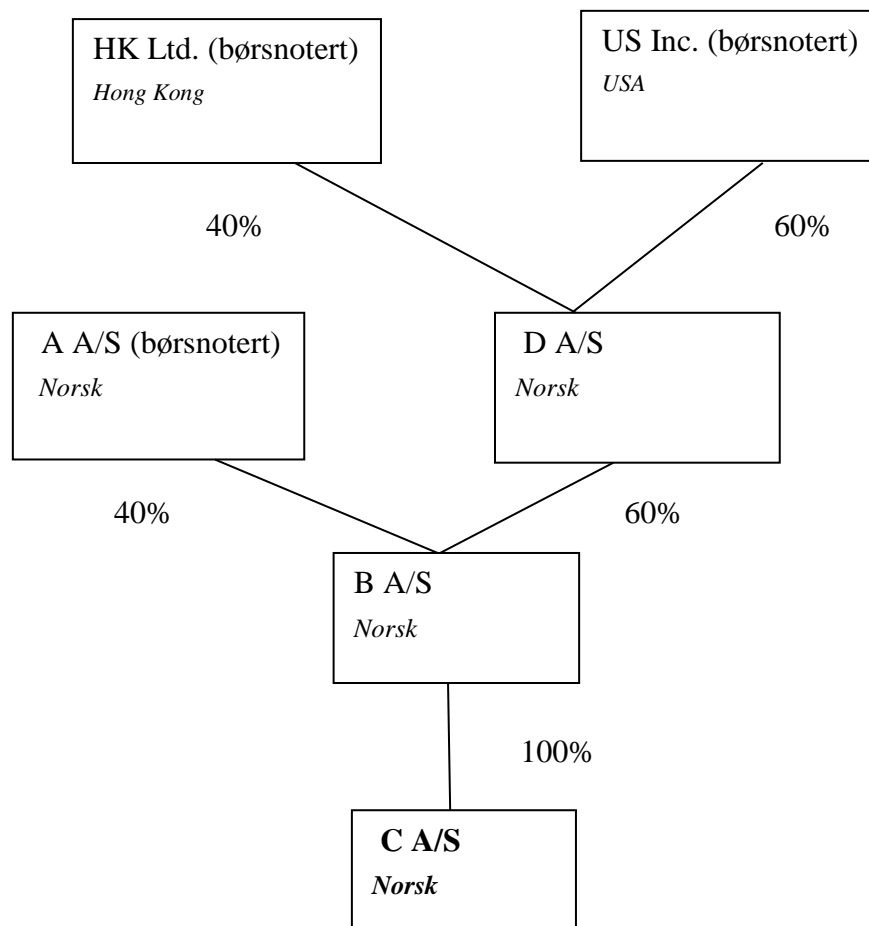 HK Ltd. (børsnotert)
Hong Kong
US Inc. (børsnotert)
USA
40%
60%
A A/S (børsnotert)
Norsk
D A/S
Norsk
40%
60%
B A/S
Norsk
100%
C A/S
Norsk